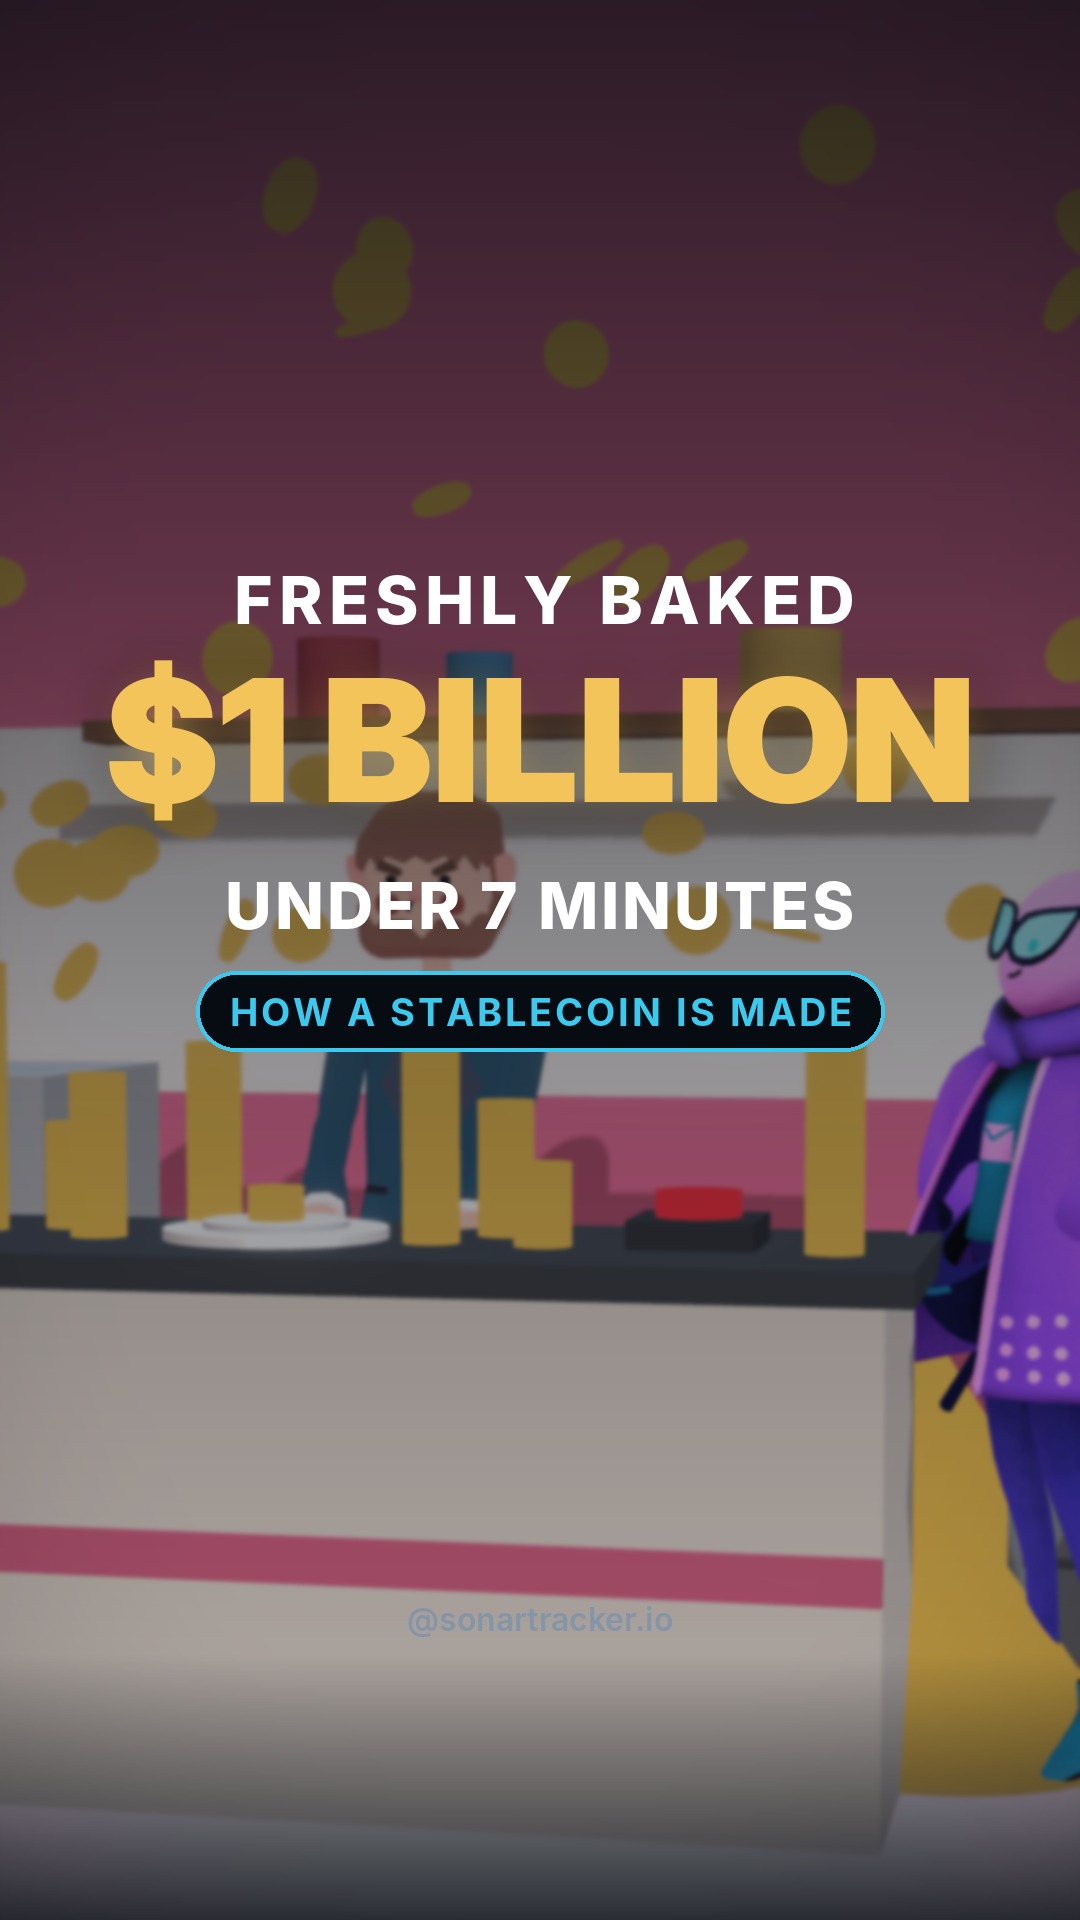 FRESHLY BAKED
$1 BILLION
UNDER 7 MINUTES
HOW A STABLECOIN IS MADE
@sonartracker.io